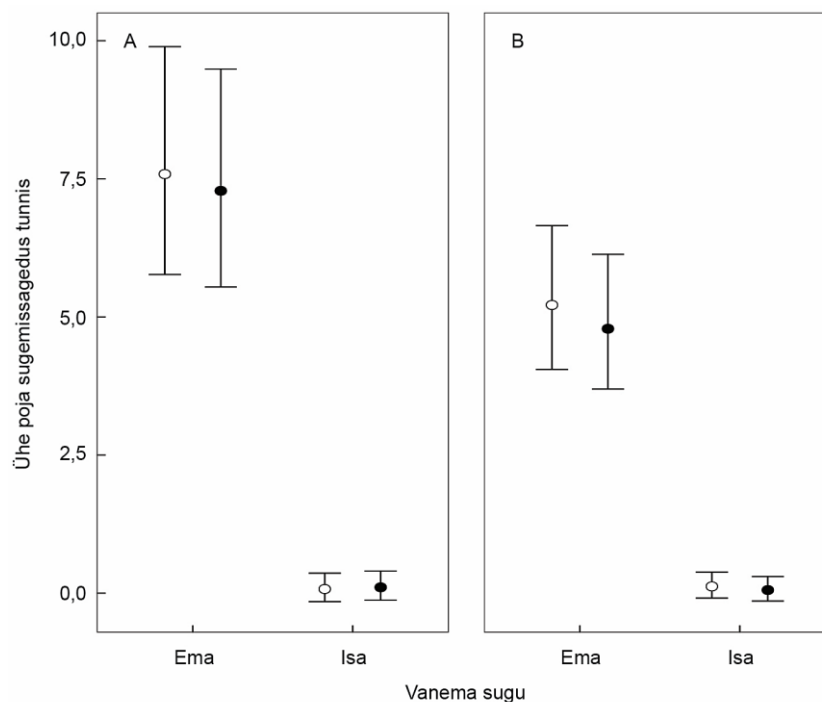 A
B
Ühe poja sugemissagedus tunnis
10,0
7,5
5,0
2,5
0,0
Ema
Isa
Ema
Isa
Vanema sugu